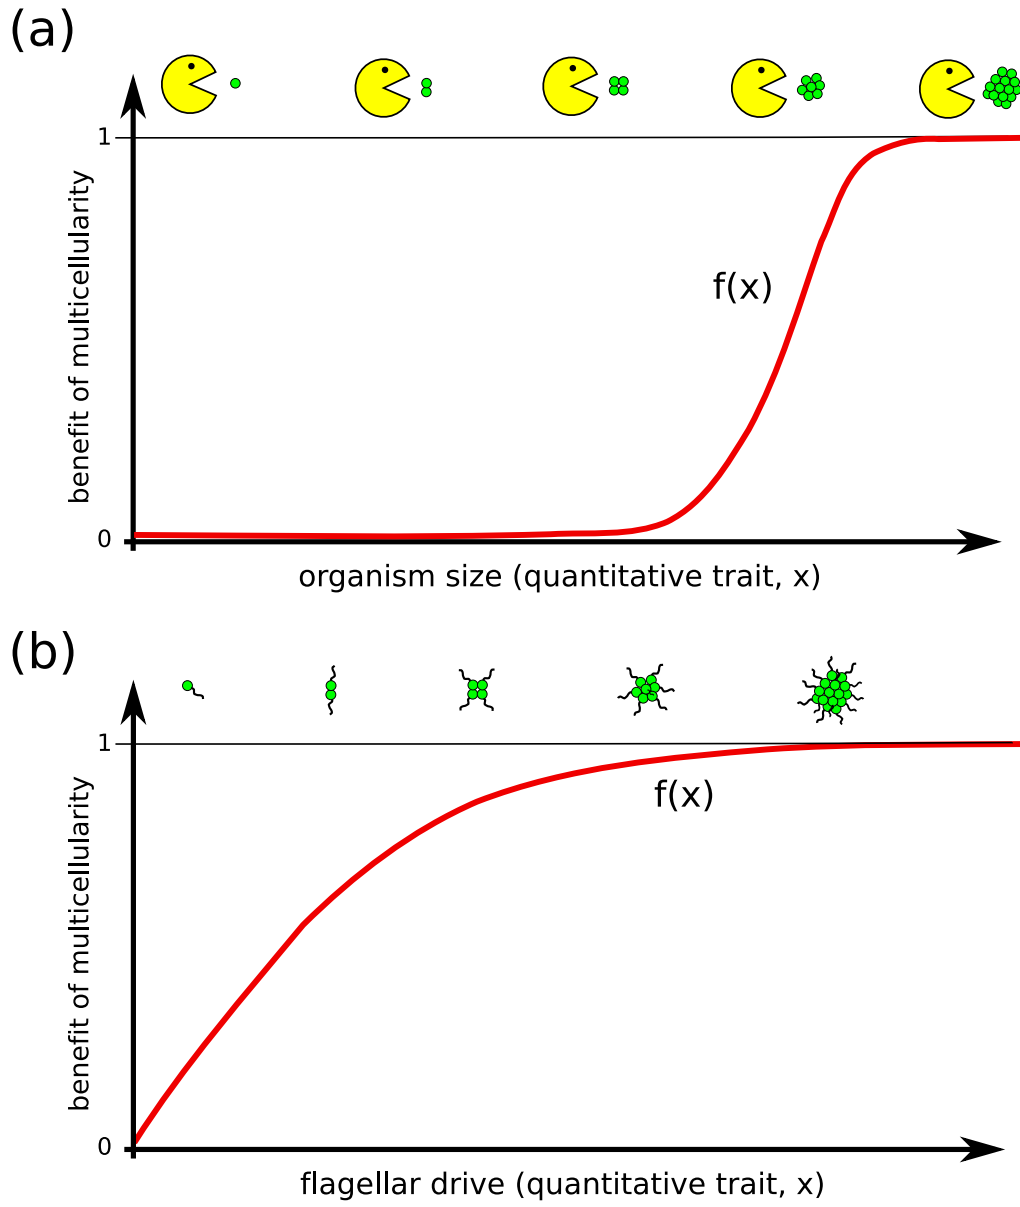 (a)
1
benefit of multicellularity
f(x)
0
organism size (quantitative trait, x)
(b)
1
benefit of multicellularity
f(x)
0
flagellar drive (quantitative trait, x)